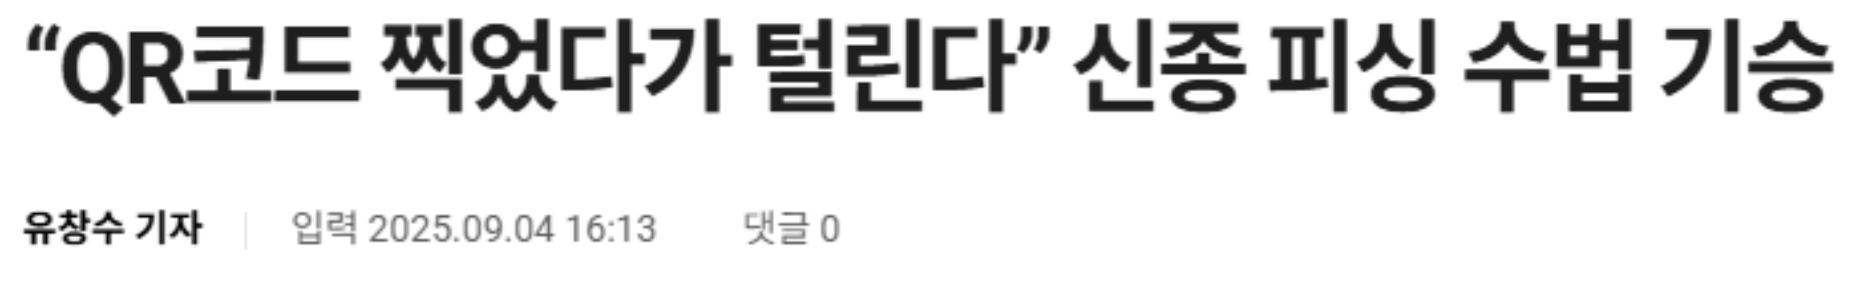 “QR코드 찍었다가 털린다” 신종 피싱 수법 기승
유창수 기자 | 입력 2025.09.04 16:13 댓글 0